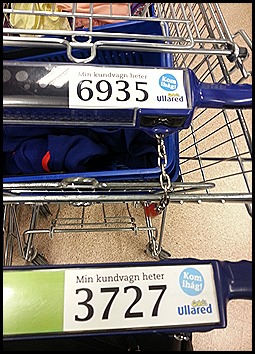 Min kundvagn heter
6935
Kom
ihåg!
Gekås
Ullared
Min kundvagn heter
3727
Kom
ihåg!
Gekås
Ullared